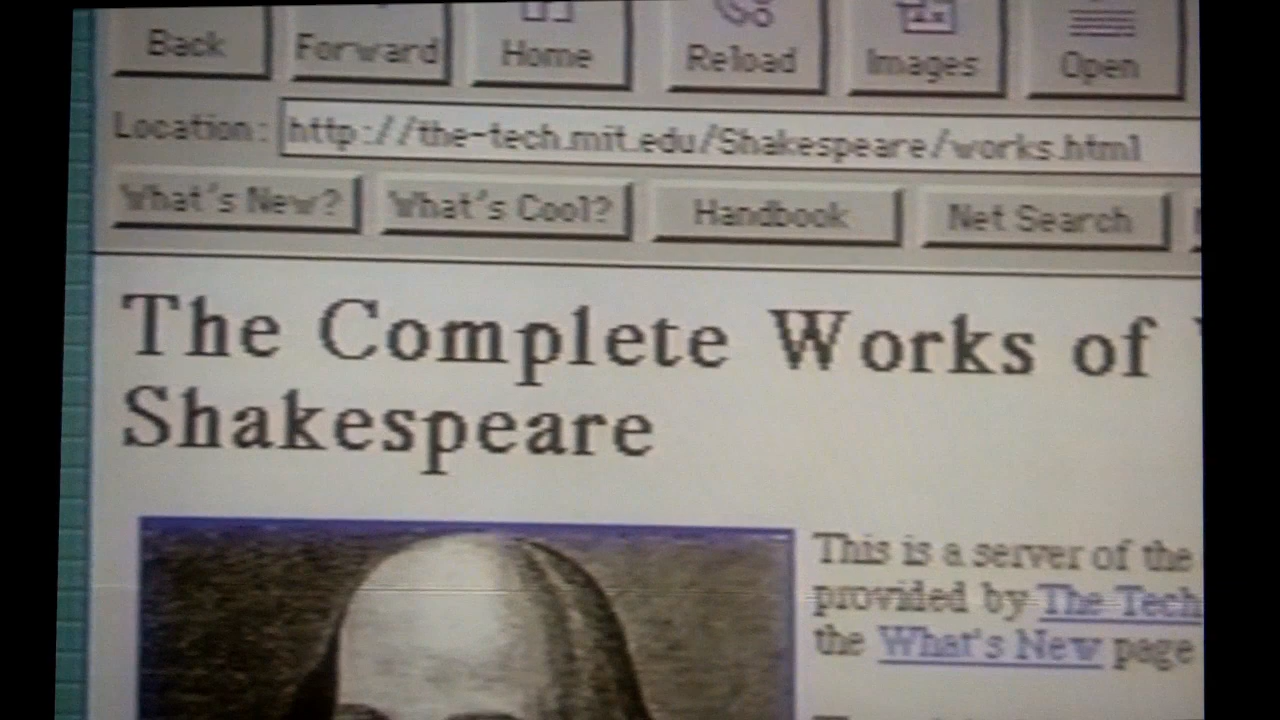 Back Forward Home Reload Images Open
Location: http://the-tech.mit.edu/Shakespeare/works.html
What's New? What's Cool? Handbook Net Search
The Complete Works of
Shakespeare
This is a server of the
provided by The Tech
the What's New page